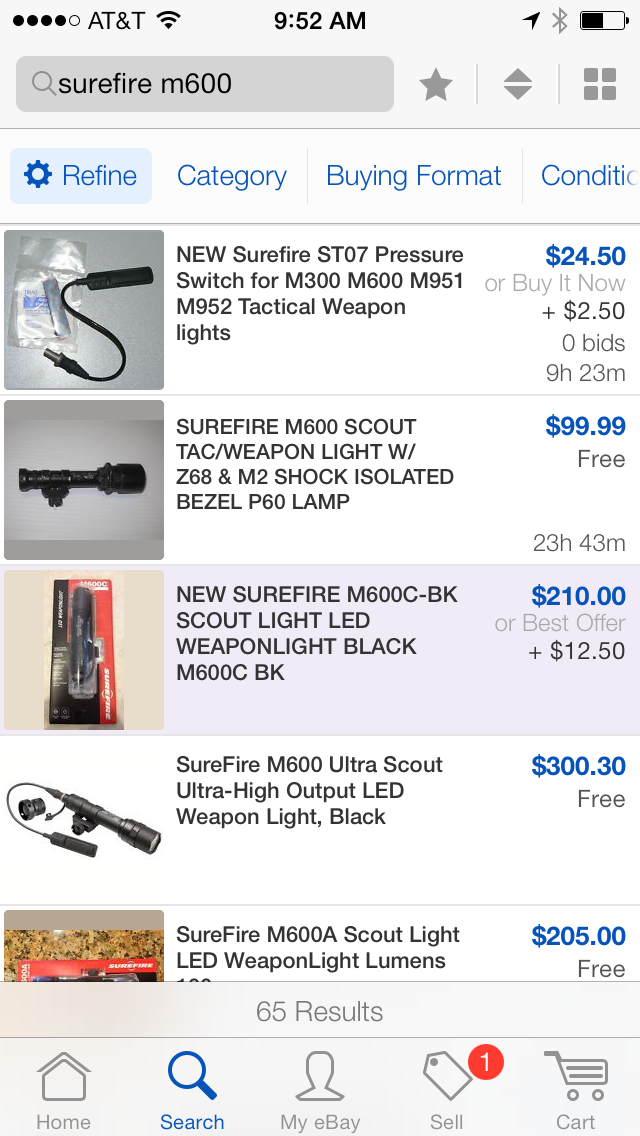 AT&T 9:52 AM
surefire m600
Refine Category Buying Format Conditic
NEW Surefire ST07 Pressure
Switch for M300 M600 M951
M952 Tactical Weapon
lights
$24.50
or Buy It Now
+ $2.50
0 bids
9h 23m
SUREFIRE M600 SCOUT
TAC/WEAPON LIGHT W/
Z68 & M2 SHOCK ISOLATED
BEZEL P60 LAMP
$99.99
Free
23h 43m
M600C
SUREFIRE
NEW SUREFIRE M600C-BK
SCOUT LIGHT LED
WEAPONLIGHT BLACK
M600C BK
$210.00
or Best Offer
+ $12.50
SureFire M600 Ultra Scout
Ultra-High Output LED
Weapon Light, Black
$300.30
Free
SUREFIRE
SureFire M600A Scout Light
LED WeaponLight Lumens
$205.00
Free
65 Results
1
Home Search My eBay Sell Cart